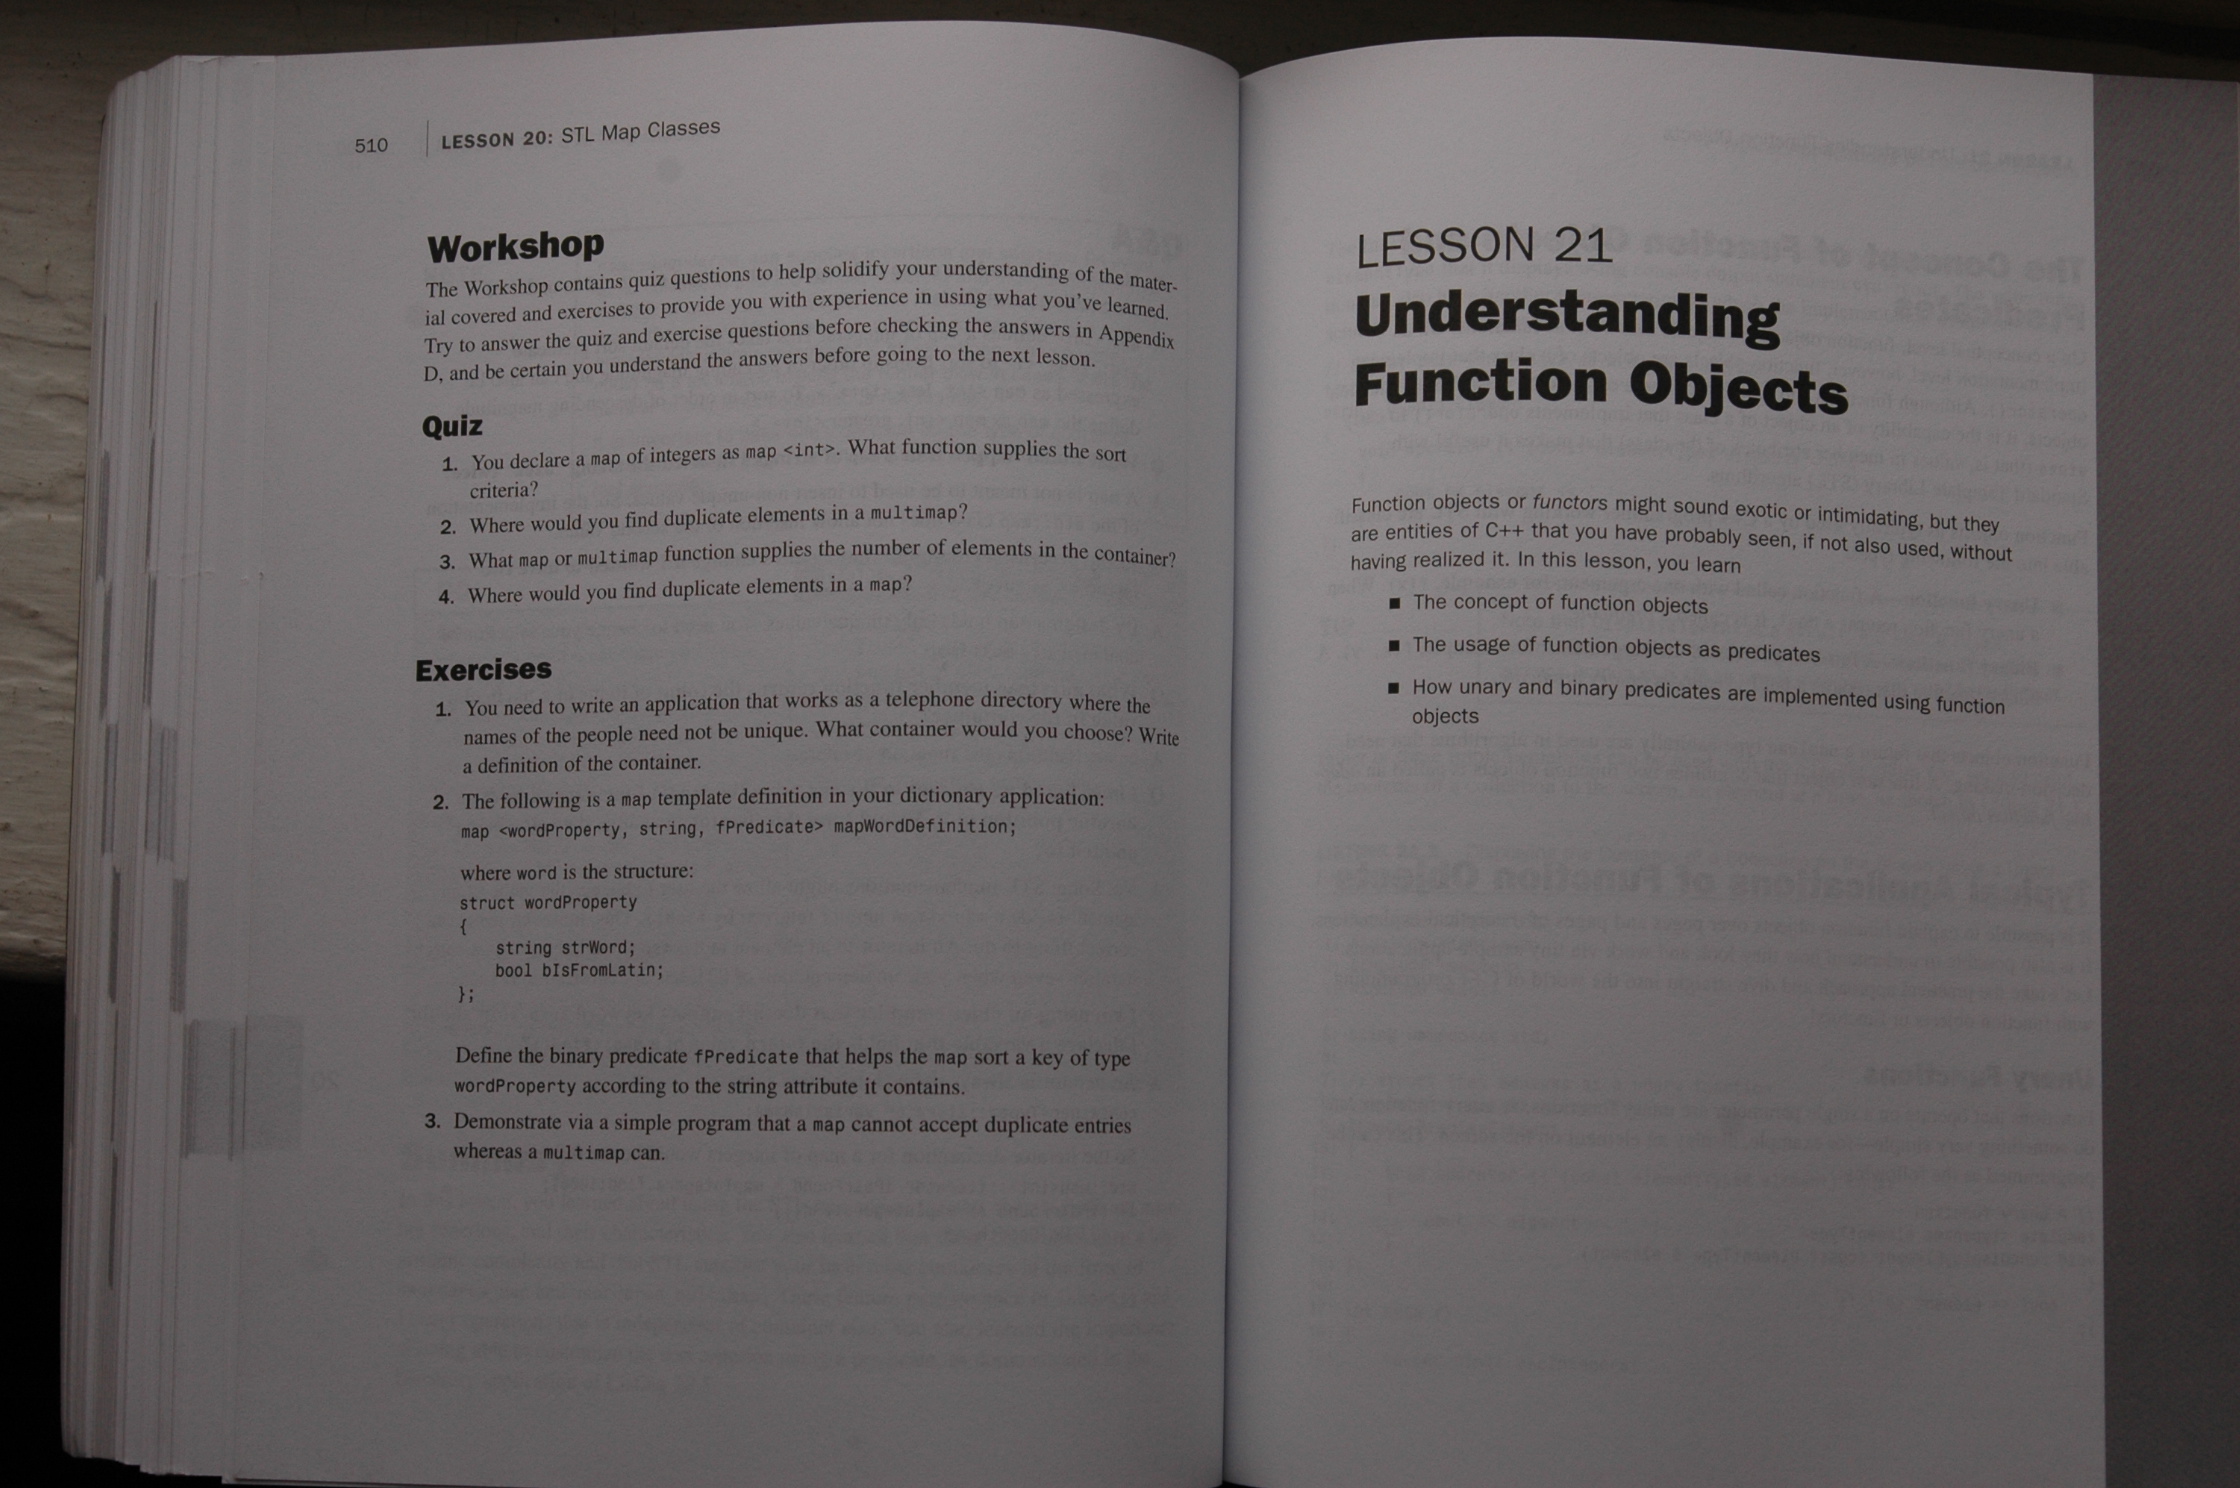 510 LESSON 20: STL Map Classes
Workshop
The Workshop contains quiz questions to help solidify your understanding of the mater-
ial covered and exercises to provide you with experience in using what you've learned.
Try to answer the quiz and exercise questions before checking the answers in Appendix
D, and be certain you understand the answers before going to the next lesson.
Quiz
1. You declare a map of integers as map <int>. What function supplies the sort
criteria?
2. Where would you find duplicate elements in a multimap?
3. What map or multimap function supplies the number of elements in the container?
4. Where would you find duplicate elements in a map?
Exercises
1. You need to write an application that works as a telephone directory where the
names of the people need not be unique. What container would you choose? Write
a definition of the container.
2. The following is a map template definition in your dictionary application:
map <wordProperty, string, fPredicate> mapWordDefinition;
where word is the structure:
struct wordProperty
{
string strWord;
bool bIsFromLatin;
};
Define the binary predicate fPredicate that helps the map sort a key of type
wordProperty according to the string attribute it contains.
3. Demonstrate via a simple program that a map cannot accept duplicate entries
whereas a multimap can.
LESSON 21
Understanding
Function Objects
Function objects or functors might sound exotic or intimidating, but they
are entities of C++ that you have probably seen, if not also used, without
having realized it. In this lesson, you learn
■ The concept of function objects
■ The usage of function objects as predicates
■ How unary and binary predicates are implemented using function
objects